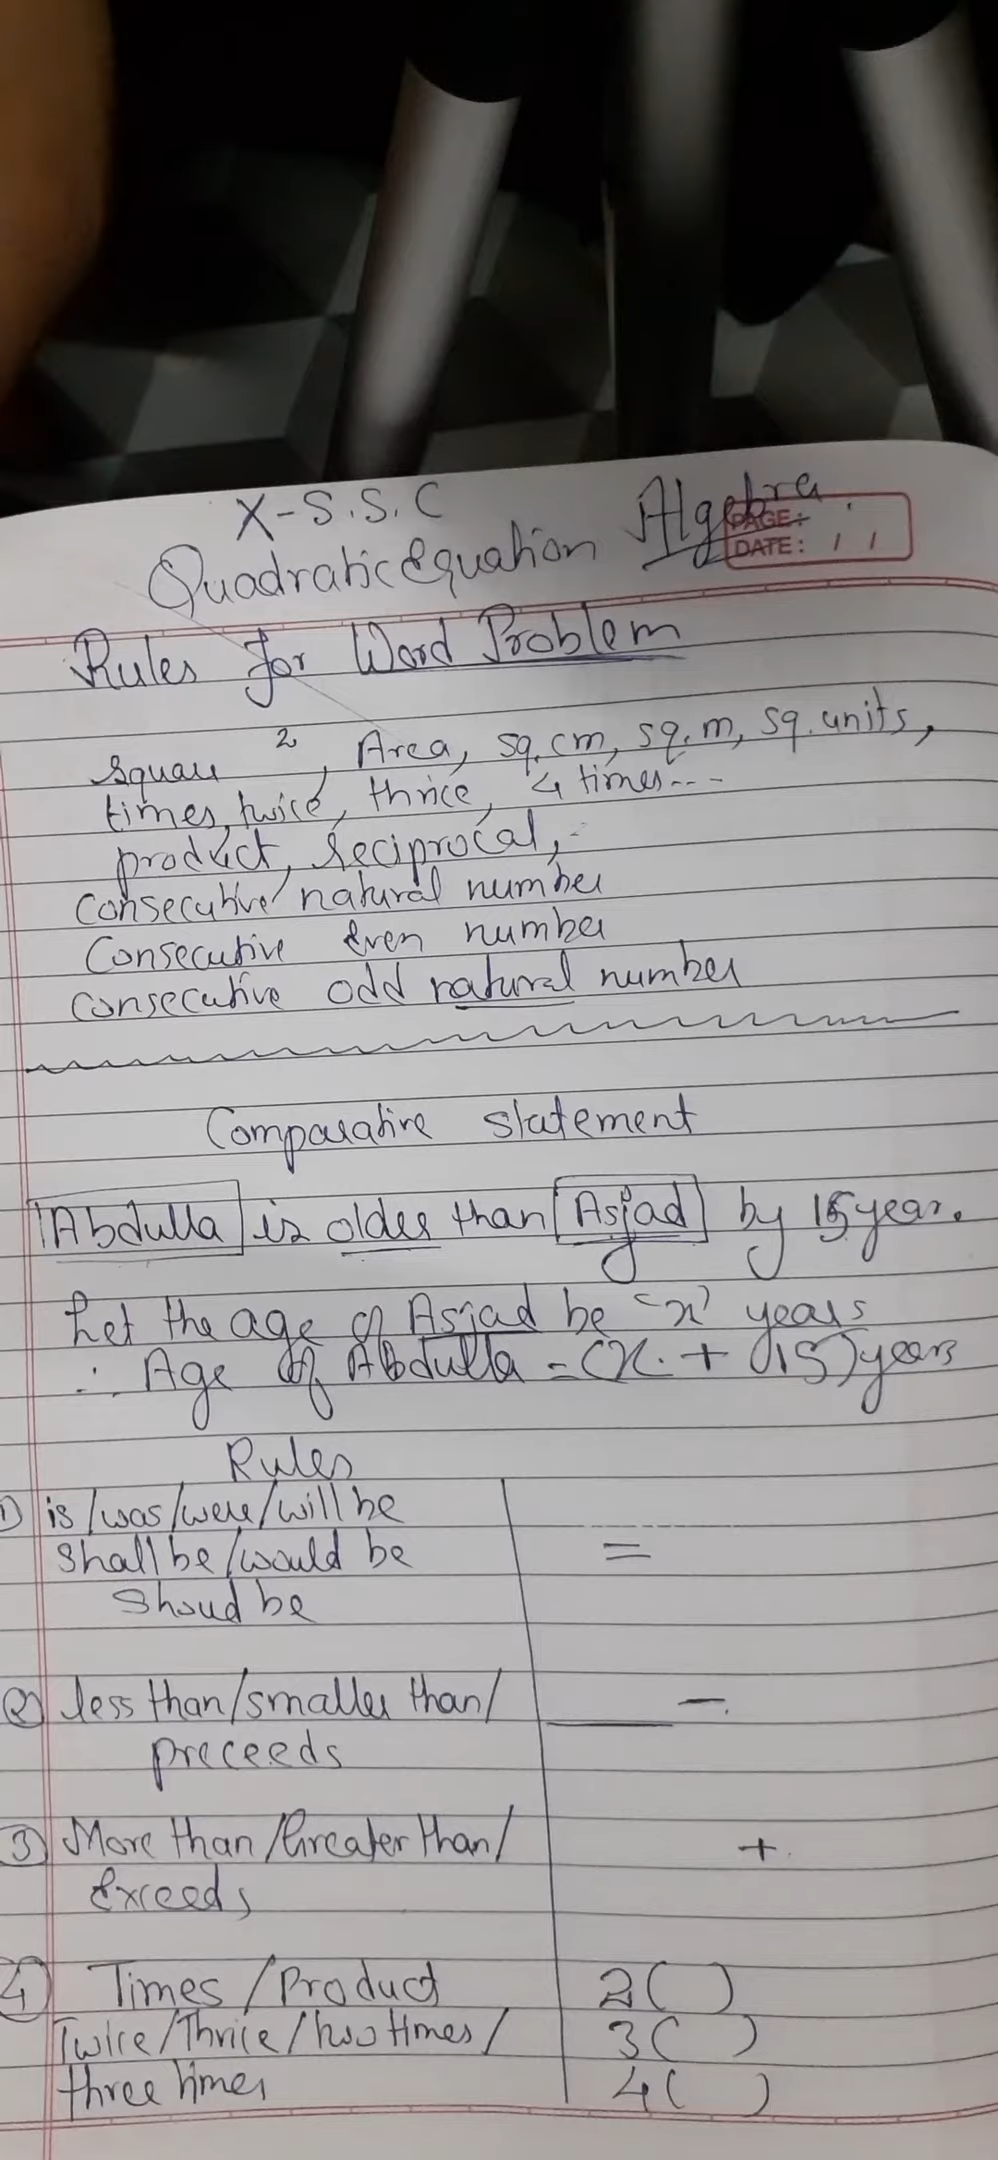 X-S.S.C
Quadratic equation Algebra
PAGE:
DATE: / /
Rules for Word Problem
square ², Area, sq.cm, sq.m, sq.units,
times, twice, thrice, 4 times---
product, reciprocal,
consecutive natural number
Consecutive even number
consecutive odd natural number
Comparative statement
Abdulla is older than Asjad by 15 year.
Let the age of Asjad be 'x' years
∴ Age of Abdulla = (x + 15) years
Rules
1) is/was/were/will be
shall be/would be =
shoud be
2) less than/smaller than/ —
preceeds
3) More than/Greater than/ +
exceeds
4) Times/Product 2( )
Twice/Thrice/two times/ 3( )
three times 4( )